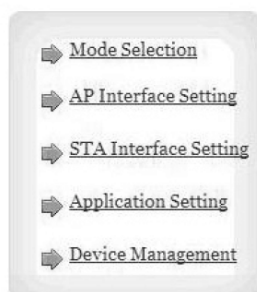 Mode Selection
AP Interface Setting
STA Interface Setting
Application Setting
Device Management